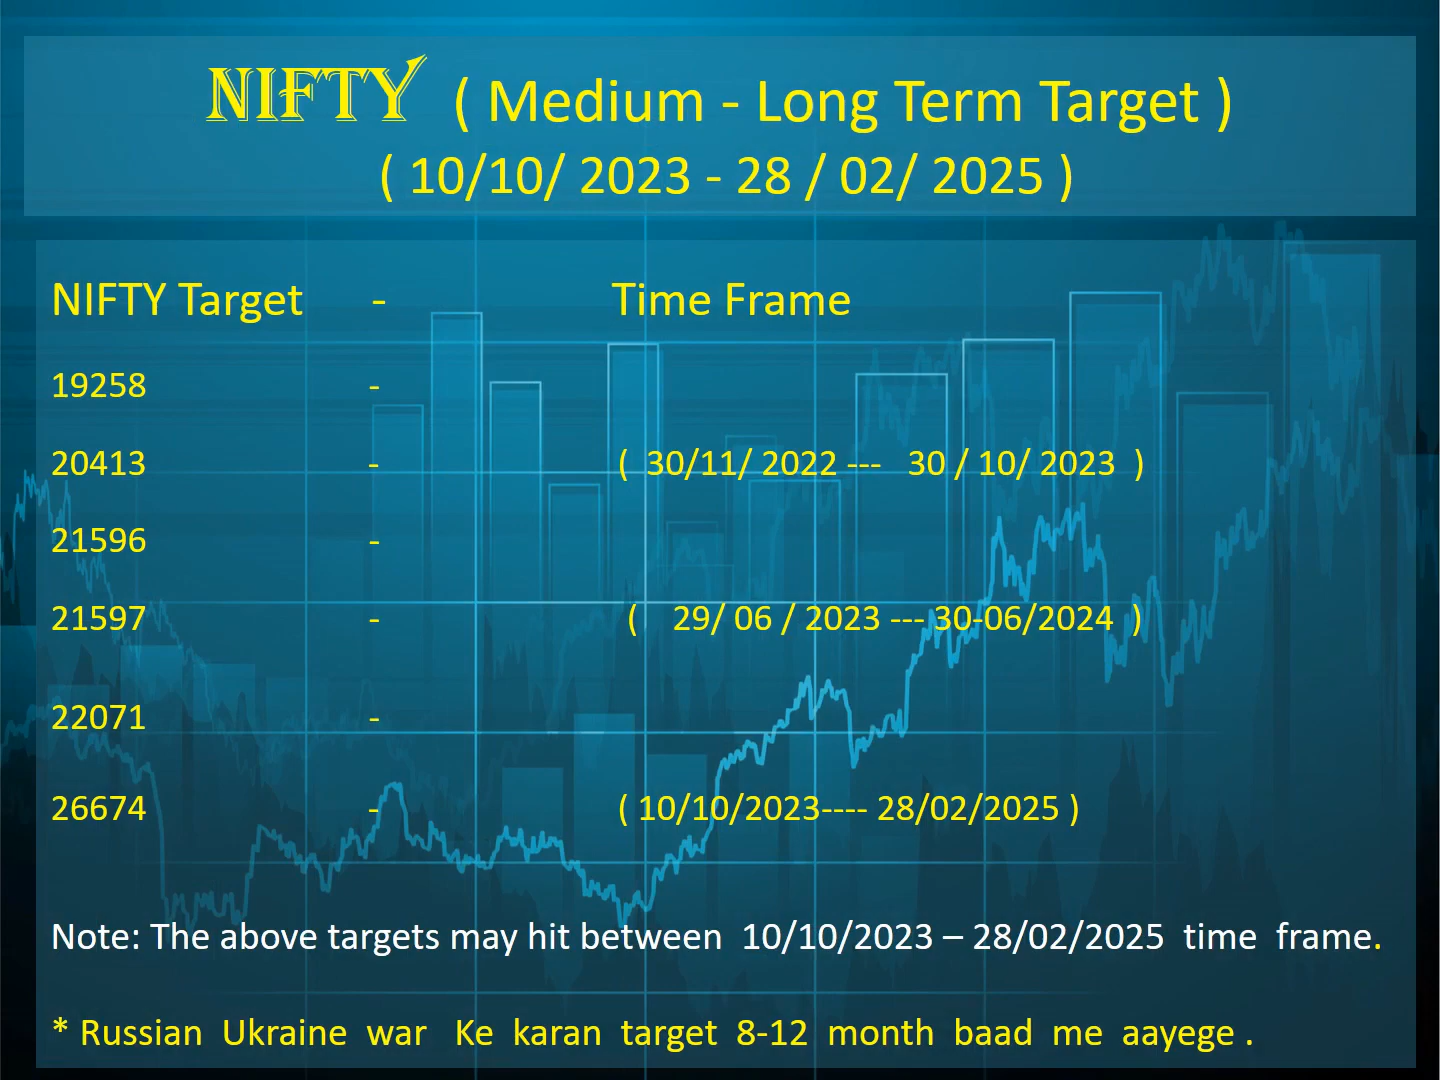 NIFTY ( Medium - Long Term Target )
( 10/10/ 2023 - 28 / 02/ 2025 )
NIFTY Target - Time Frame
19258 -
20413 - ( 30/11/ 2022 --- 30 / 10/ 2023 )
21596 -
21597 - ( 29/ 06 / 2023 --- 30-06/2024 )
22071 -
26674 - ( 10/10/2023---- 28/02/2025 )
Note: The above targets may hit between 10/10/2023 – 28/02/2025 time frame.
* Russian Ukraine war Ke karan target 8-12 month baad me aayege .